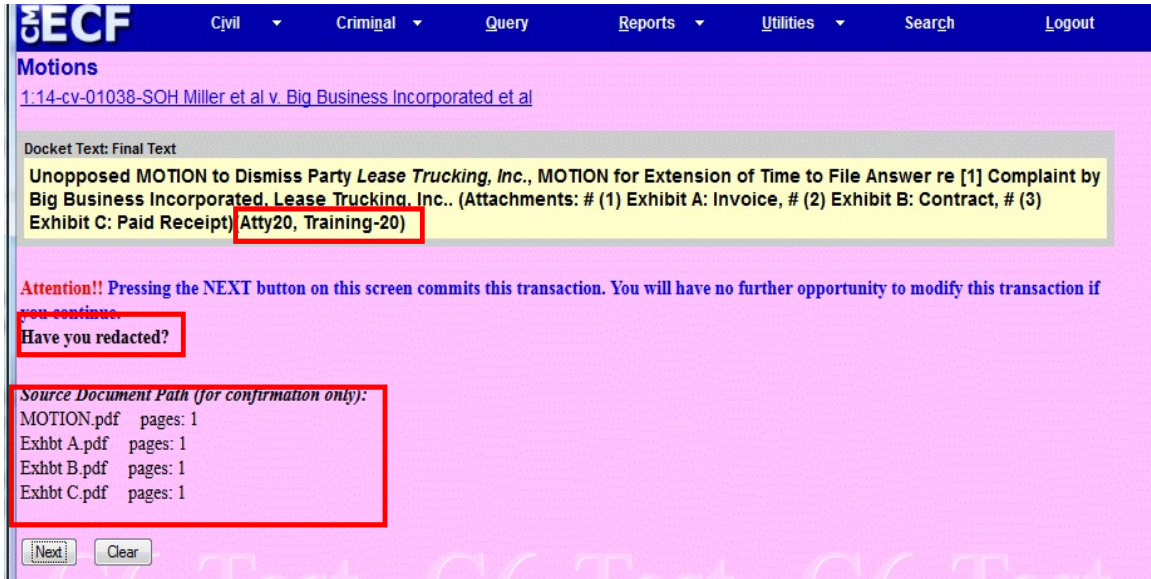 CM ECF Civil Criminal Query Reports Utilities Search Logout
Motions
1:14-cv-01038-SOH Miller et al v. Big Business Incorporated et al
Docket Text: Final Text
Unopposed MOTION to Dismiss Party Lease Trucking, Inc., MOTION for Extension of Time to File Answer re [1] Complaint by
Big Business Incorporated, Lease Trucking, Inc.. (Attachments: # (1) Exhibit A: Invoice, # (2) Exhibit B: Contract, # (3)
Exhibit C: Paid Receipt)(Atty20, Training-20)
Attention!! Pressing the NEXT button on this screen commits this transaction. You will have no further opportunity to modify this transaction if
you continue.
Have you redacted?
Source Document Path (for confirmation only):
MOTION.pdf pages: 1
Exhbt A.pdf pages: 1
Exhbt B.pdf pages: 1
Exhbt C.pdf pages: 1
Next Clear